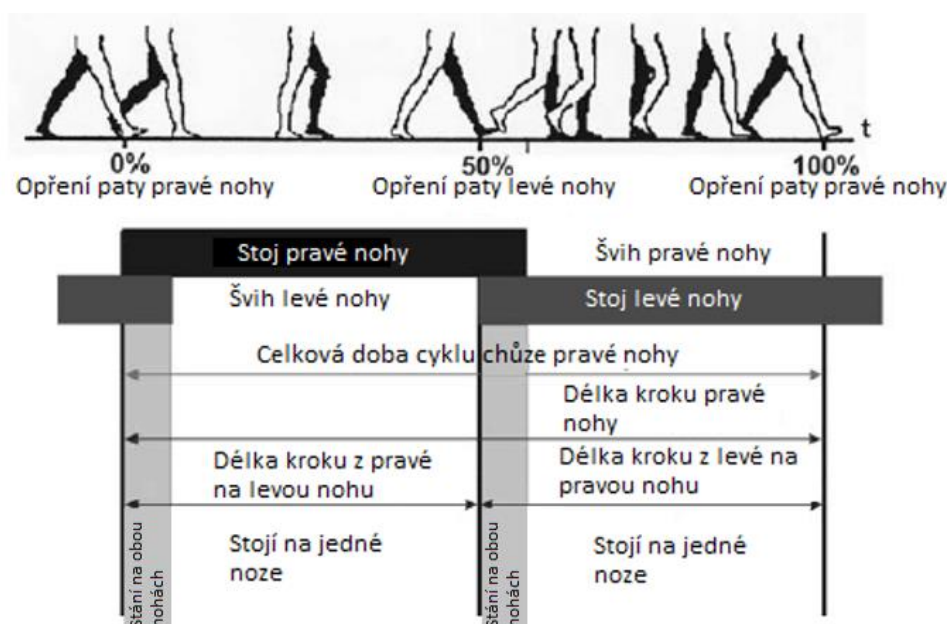 t
0%
50%
100%
Opření paty pravé nohy
Opření paty levé nohy
Opření paty pravé nohy
Stoj pravé nohy
Švih pravé nohy
Švih levé nohy
Stoj levé nohy
Celková doba cyklu chůze pravé nohy
Délka kroku pravé
nohy
Délka kroku z pravé
na levou nohu
Délka kroku z levé na
pravou nohu
Stání na obou
nohách
Stojí na jedné
noze
Stání na obou
nohách
Stojí na jedné
noze